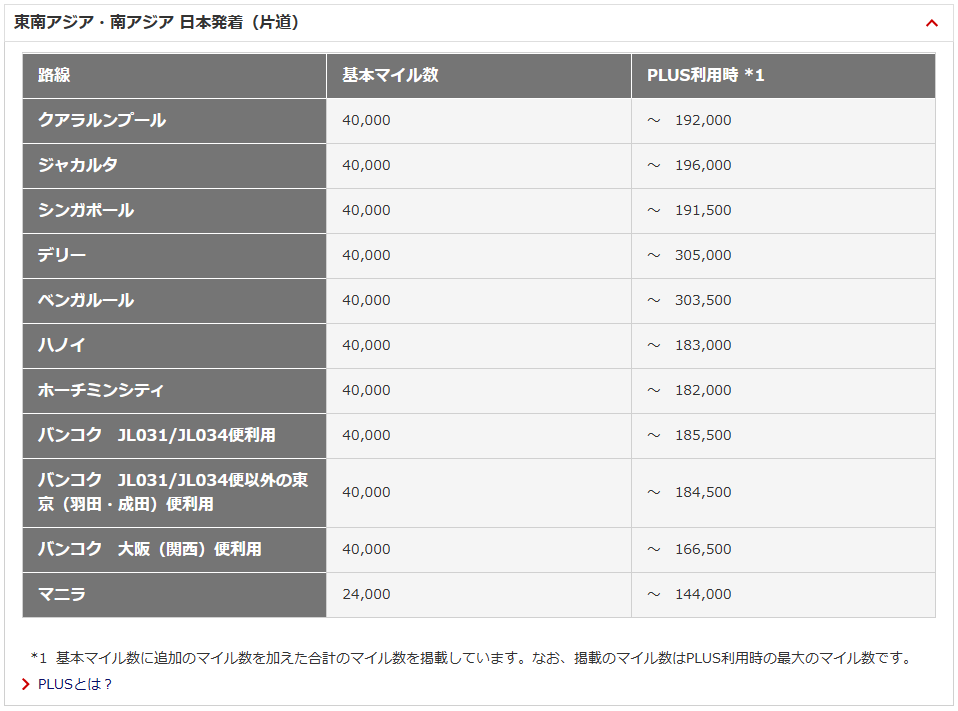 東南アジア・南アジア 日本発着（片道）
路線 基本マイル数 PLUS利用時 *1
クアラルンプール 40,000 ～ 192,000
ジャカルタ 40,000 ～ 196,000
シンガポール 40,000 ～ 191,500
デリー 40,000 ～ 305,000
ベンガルール 40,000 ～ 303,500
ハノイ 40,000 ～ 183,000
ホーチミンシティ 40,000 ～ 182,000
バンコク　JL031/JL034便利用 40,000 ～ 185,500
バンコク　JL031/JL034便以外の東
京（羽田・成田）便利用 40,000 ～ 184,500
バンコク　大阪（関西）便利用 40,000 ～ 166,500
マニラ 24,000 ～ 144,000
*1 基本マイル数に追加のマイル数を加えた合計のマイル数を掲載しています。なお、掲載のマイル数はPLUS利用時の最大のマイル数です。
PLUSとは？